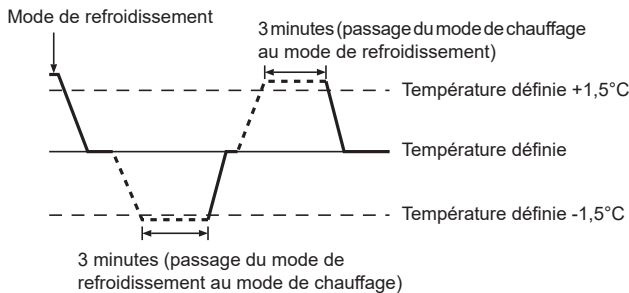 Mode de refroidissement
3 minutes (passage du mode de chauffage
au mode de refroidissement)
Température définie +1,5°C
Température définie
Température définie -1,5°C
3 minutes (passage du mode de
refroidissement au mode de chauffage)